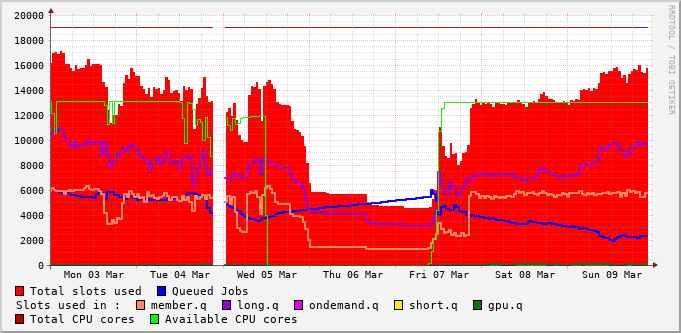 20000
18000
16000
14000
12000
10000
8000
6000
4000
2000
0
Mon 03 Mar Tue 04 Mar Wed 05 Mar Thu 06 Mar Fri 07 Mar Sat 08 Mar Sun 09 Mar
Total slots used Queued Jobs
Slots used in : member.q long.q ondemand.q short.q gpu.q
Total CPU cores Available CPU cores
RRDTOOL / TOBI OETIKER